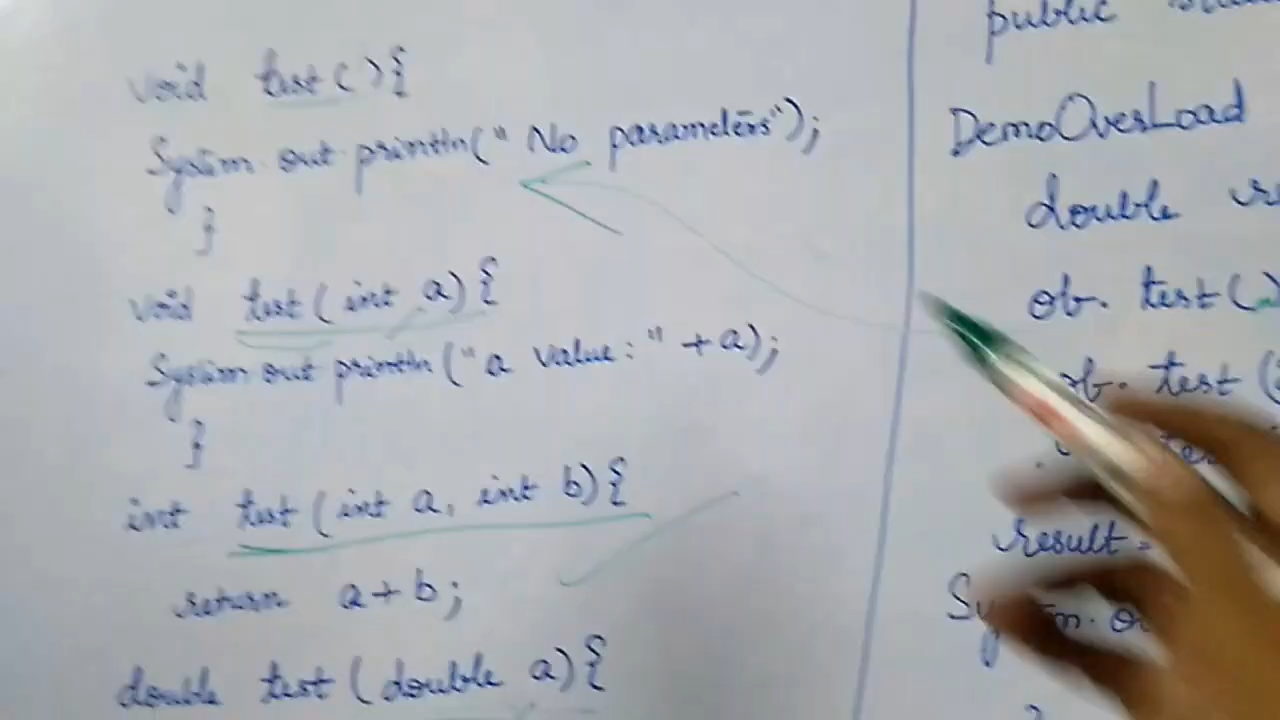 void test(){
System.out.println("No parameters");
}
void test(int a){
System.out.println("a value:" + a);
}
int test(int a, int b){
return a+b;
double test(double a){
public
DemoOverLoad
double
ob. test()
ob. test(
result =